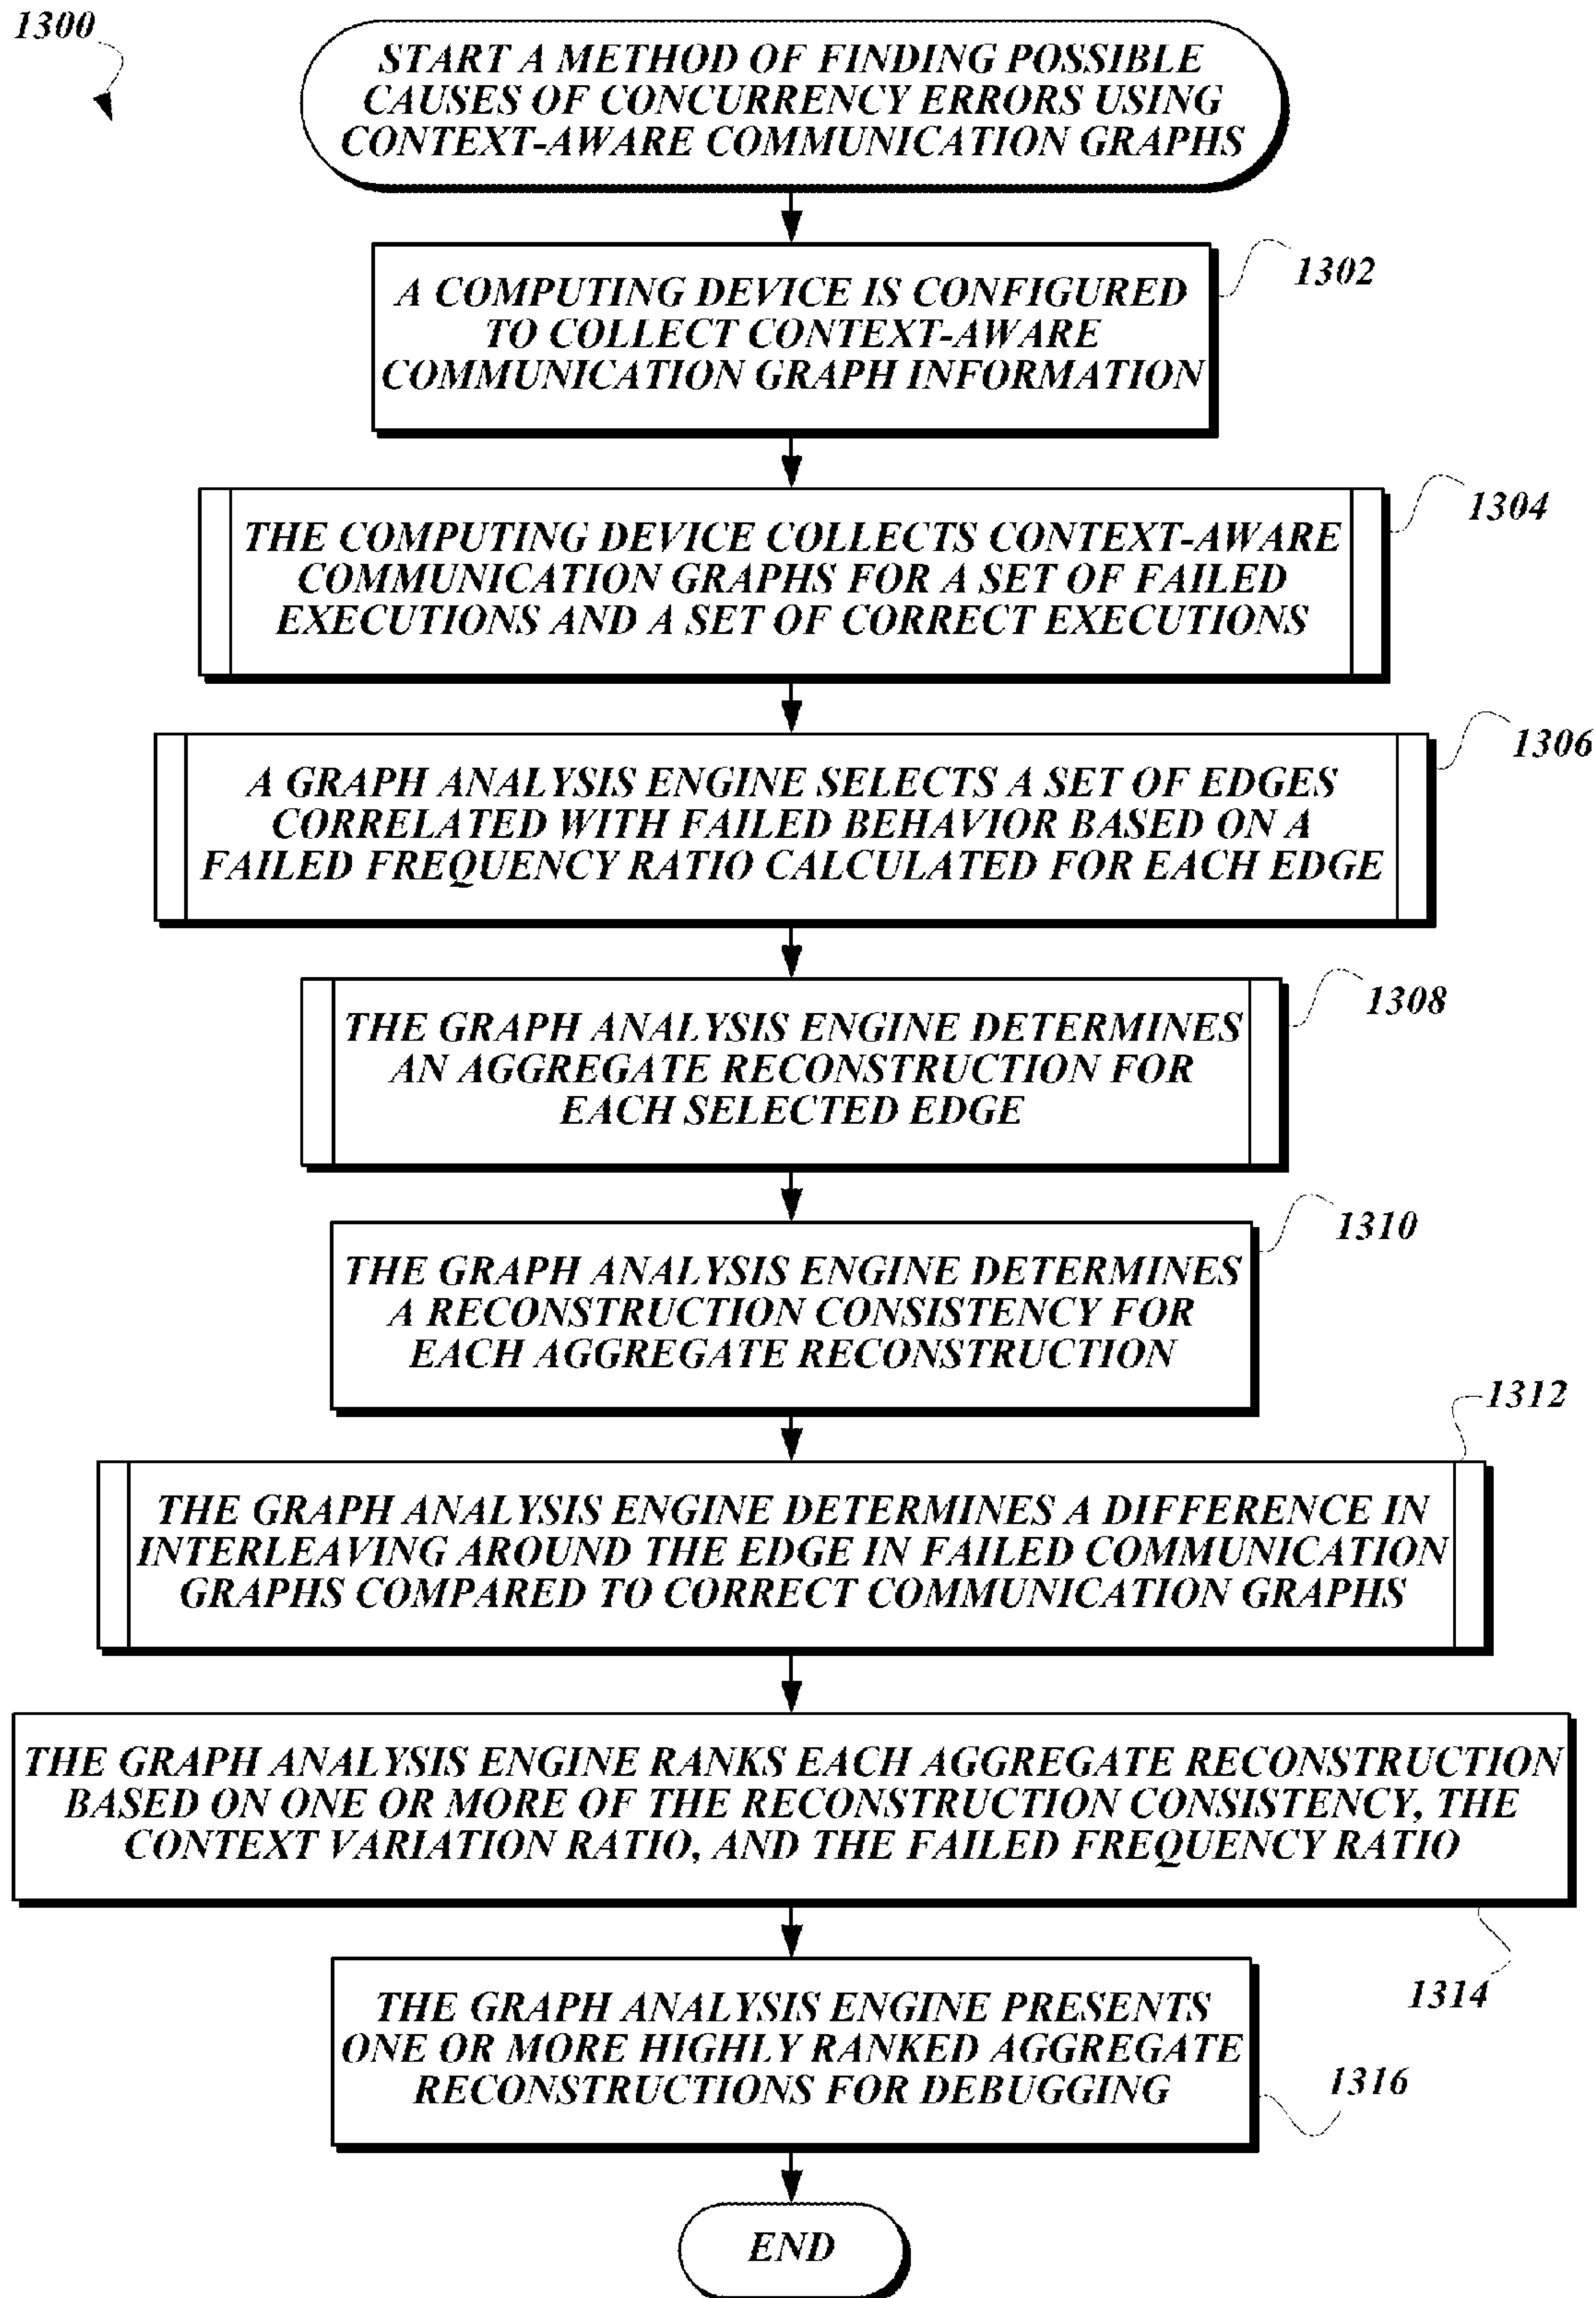 1300
START A METHOD OF FINDING POSSIBLE
CAUSES OF CONCURRENCY ERRORS USING
CONTEXT-AWARE COMMUNICATION GRAPHS
A COMPUTING DEVICE IS CONFIGURED
TO COLLECT CONTEXT-AWARE
COMMUNICATION GRAPH INFORMATION
1302
THE COMPUTING DEVICE COLLECTS CONTEXT-AWARE
COMMUNICATION GRAPHS FOR A SET OF FAILED
EXECUTIONS AND A SET OF CORRECT EXECUTIONS
1304
A GRAPH ANALYSIS ENGINE SELECTS A SET OF EDGES
CORRELATED WITH FAILED BEHAVIOR BASED ON A
FAILED FREQUENCY RATIO CALCULATED FOR EACH EDGE
1306
THE GRAPH ANALYSIS ENGINE DETERMINES
AN AGGREGATE RECONSTRUCTION FOR
EACH SELECTED EDGE
1308
THE GRAPH ANALYSIS ENGINE DETERMINES
A RECONSTRUCTION CONSISTENCY FOR
EACH AGGREGATE RECONSTRUCTION
1310
THE GRAPH ANALYSIS ENGINE DETERMINES A DIFFERENCE IN
INTERLEAVING AROUND THE EDGE IN FAILED COMMUNICATION
GRAPHS COMPARED TO CORRECT COMMUNICATION GRAPHS
1312
THE GRAPH ANALYSIS ENGINE RANKS EACH AGGREGATE RECONSTRUCTION
BASED ON ONE OR MORE OF THE RECONSTRUCTION CONSISTENCY, THE
CONTEXT VARIATION RATIO, AND THE FAILED FREQUENCY RATIO
1314
THE GRAPH ANALYSIS ENGINE PRESENTS
ONE OR MORE HIGHLY RANKED AGGREGATE
RECONSTRUCTIONS FOR DEBUGGING
1316
END